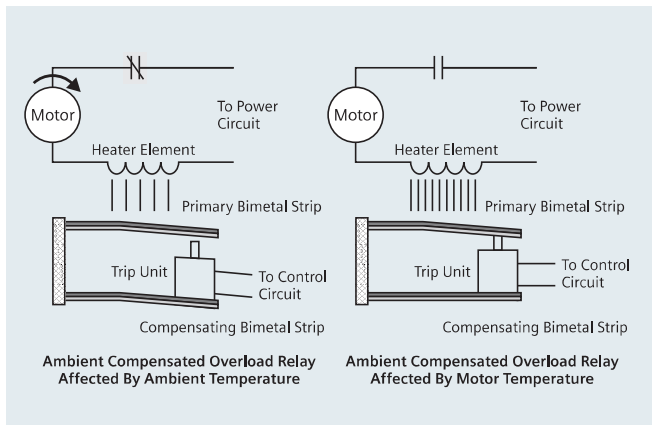 Motor
To Power
Circuit
Heater Element
Primary Bimetal Strip
Trip Unit
To Control
Circuit
Compensating Bimetal Strip
Ambient Compensated Overload Relay
Affected By Ambient Temperature
Motor
To Power
Circuit
Heater Element
Primary Bimetal Strip
Trip Unit
To Control
Circuit
Compensating Bimetal Strip
Ambient Compensated Overload Relay
Affected By Motor Temperature